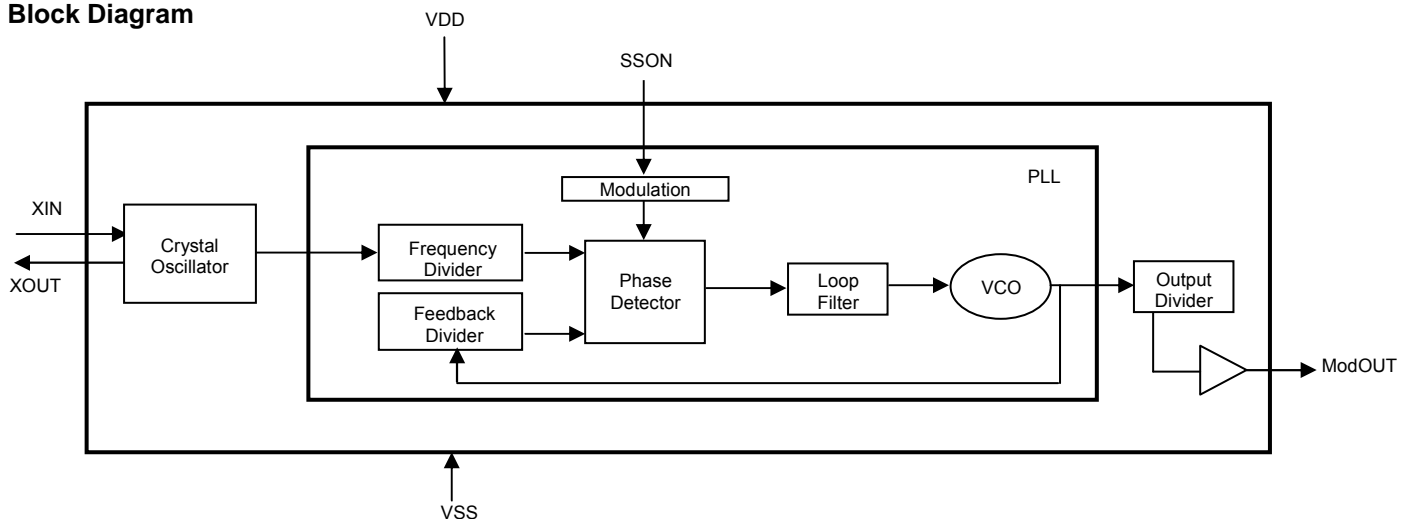 Block Diagram
VDD
SSON
PLL
Modulation
XIN
XOUT
Crystal
Oscillator
Frequency
Divider
Feedback
Divider
Phase
Detector
Loop
Filter
VCO
Output
Divider
ModOUT
VSS